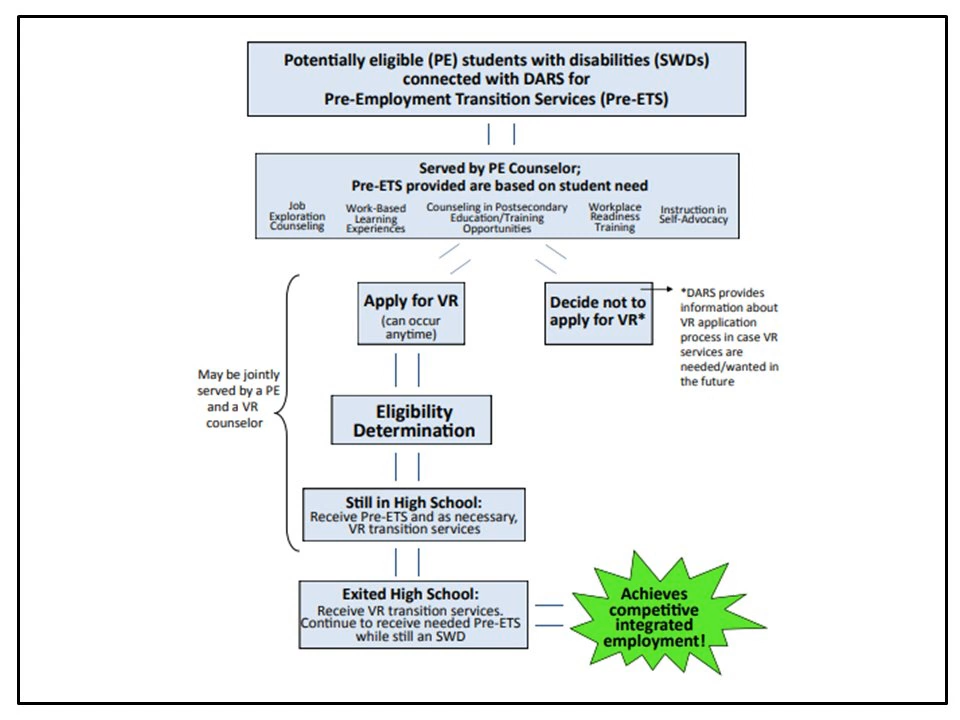 Potentially eligible (PE) students with disabilities (SWDs)
connected with DARS for
Pre-Employment Transition Services (Pre-ETS)
Served by PE Counselor;
Pre-ETS provided are based on student need
Job
Exploration
Counseling
Work-Based
Learning
Experiences
Counseling in Postsecondary
Education/Training
Opportunities
Workplace
Readiness
Training
Instruction in
Self-Advocacy
Apply for VR
(can occur
anytime)
Decide not to
apply for VR*
*DARS provides
information about
VR application
process in case VR
services are
needed/wanted in
the future
May be jointly
served by a PE
and a VR
counselor
Eligibility
Determination
Still in High School:
Receive Pre-ETS and as necessary,
VR transition services
Exited High School:
Receive VR transition services.
Continue to receive needed Pre-ETS
while still an SWD
Achieves
competitive
integrated
employment!